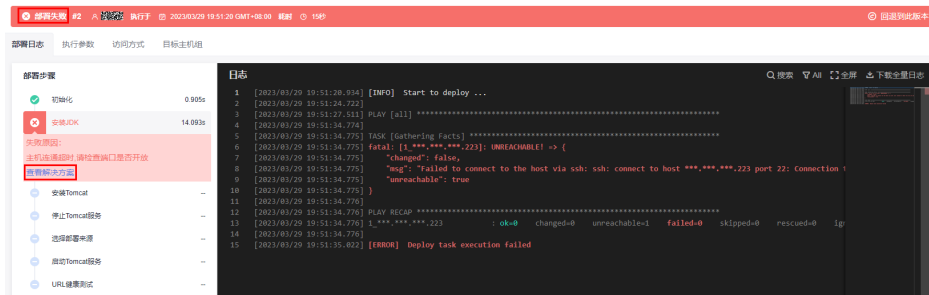 部署失败 #2 执行于 2023/03/29 19:51:20 GMT+08:00 耗时 15秒 回退到此版本
部署日志 执行参数 访问方式 目标主机组
部署步骤
初始化 0.905s
安装JDK 14.093s
失败原因:
主机连通超时,请检查端口是否开放
查看解决方案
安装Tomcat --
停止Tomcat服务 --
选择部署来源 --
启动Tomcat服务 --
URL健康测试 --
日志 搜索 All 全屏 下载全量日志
1 [2023/03/29 19:51:20.934] [INFO] Start to deploy ...
2 [2023/03/29 19:51:24.722]
3 [2023/03/29 19:51:27.511] PLAY [all] *********************************************************************
4 [2023/03/29 19:51:34.774]
5 [2023/03/29 19:51:34.775] TASK [Gathering Facts] *********************************************************
6 [2023/03/29 19:51:34.775] fatal: [i_***.***.***.223]: UNREACHABLE! => {
7 [2023/03/29 19:51:34.775] "changed": false,
8 [2023/03/29 19:51:34.775] "msg": "Failed to connect to the host via ssh: ssh: connect to host ***.***.***.223 port 22: Connection
9 [2023/03/29 19:51:34.775] "unreachable": true
10 [2023/03/29 19:51:34.775] }
11 [2023/03/29 19:51:34.776]
12 [2023/03/29 19:51:34.776] PLAY RECAP *********************************************************************
13 [2023/03/29 19:51:34.776] i_***.***.***.223 : ok=0 changed=0 unreachable=1 failed=0 skipped=0 rescued=0
14 [2023/03/29 19:51:34.776]
15 [2023/03/29 19:51:35.022] [ERROR] Deploy task execution failed